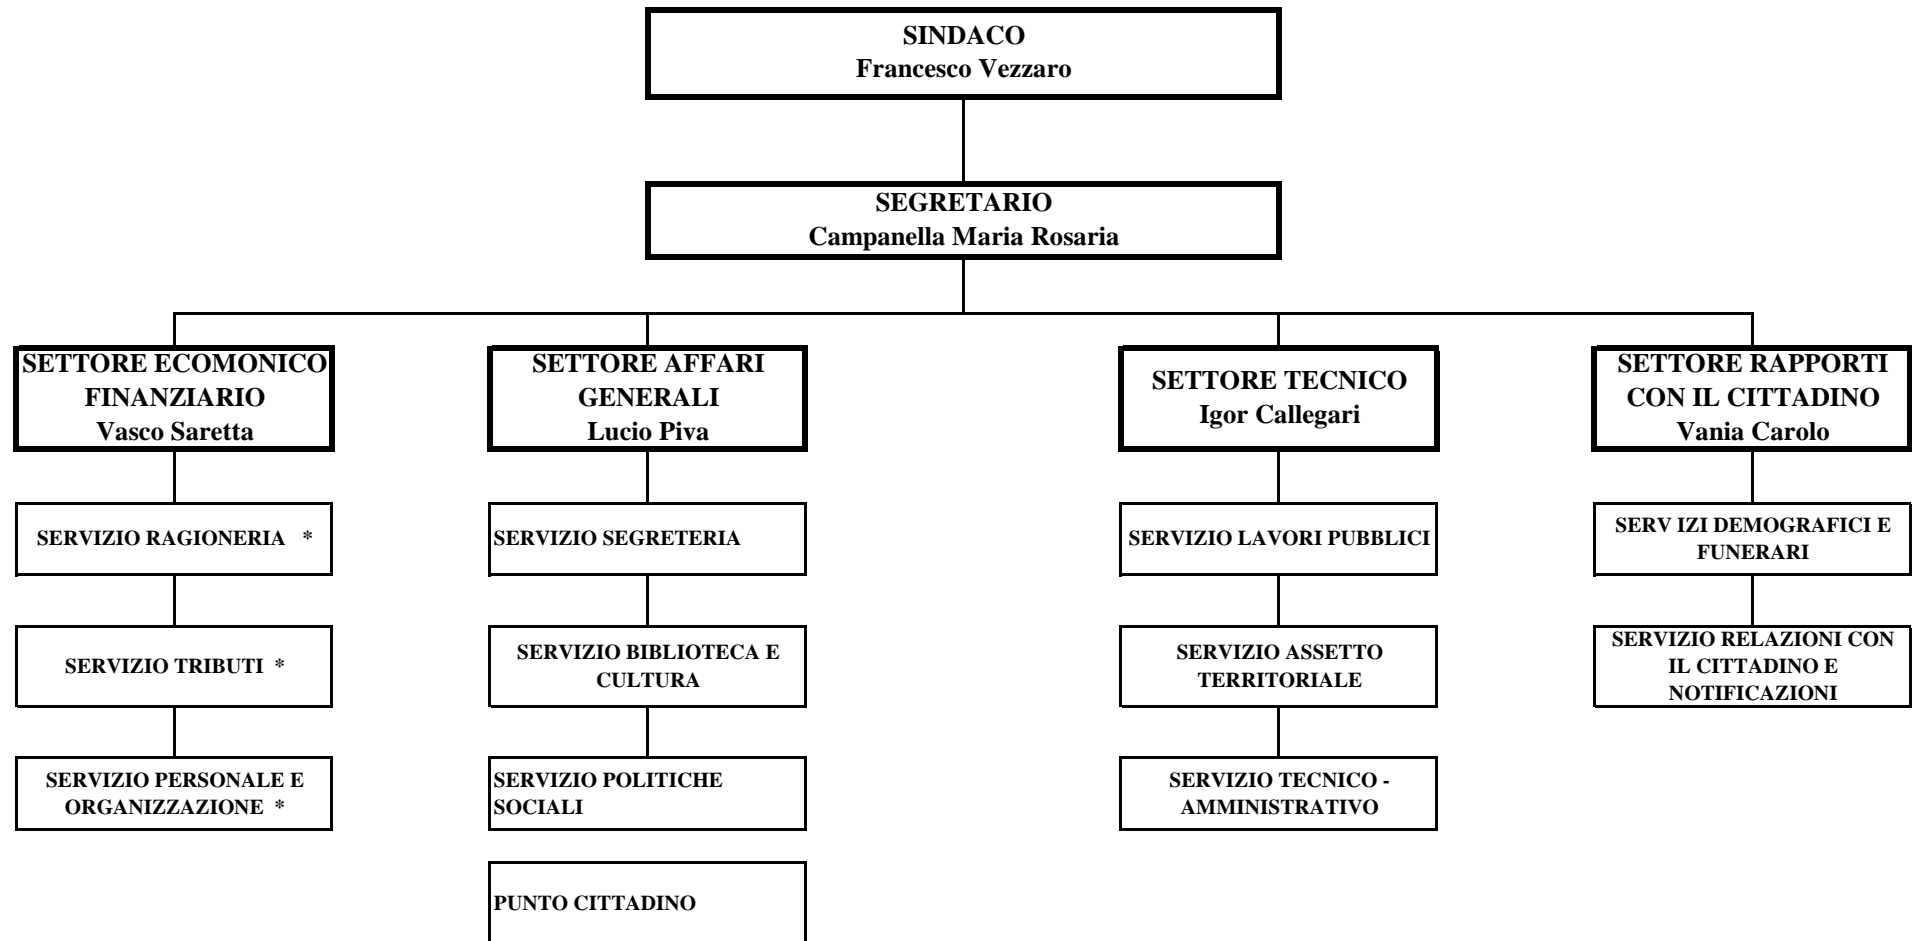 SINDACO
Francesco Vezzaro
SEGRETARIO
Campanella Maria Rosaria
SETTORE ECOMONICO
FINANZIARIO
Vasco Saretta
SETTORE AFFARI
GENERALI
Lucio Piva
SETTORE TECNICO
Igor Callegari
SETTORE RAPPORTI
CON IL CITTADINO
Vania Carolo
SERVIZIO RAGIONERIA *
SERVIZIO SEGRETERIA
SERVIZIO LAVORI PUBBLICI
SERV IZI DEMOGRAFICI E
FUNERARI
SERVIZIO TRIBUTI *
SERVIZIO BIBLIOTECA E
CULTURA
SERVIZIO ASSETTO
TERRITORIALE
SERVIZIO RELAZIONI CON
IL CITTADINO E
NOTIFICAZIONI
SERVIZIO PERSONALE E
ORGANIZZAZIONE *
SERVIZIO POLITICHE
SOCIALI
SERVIZIO TECNICO -
AMMINISTRATIVO
PUNTO CITTADINO